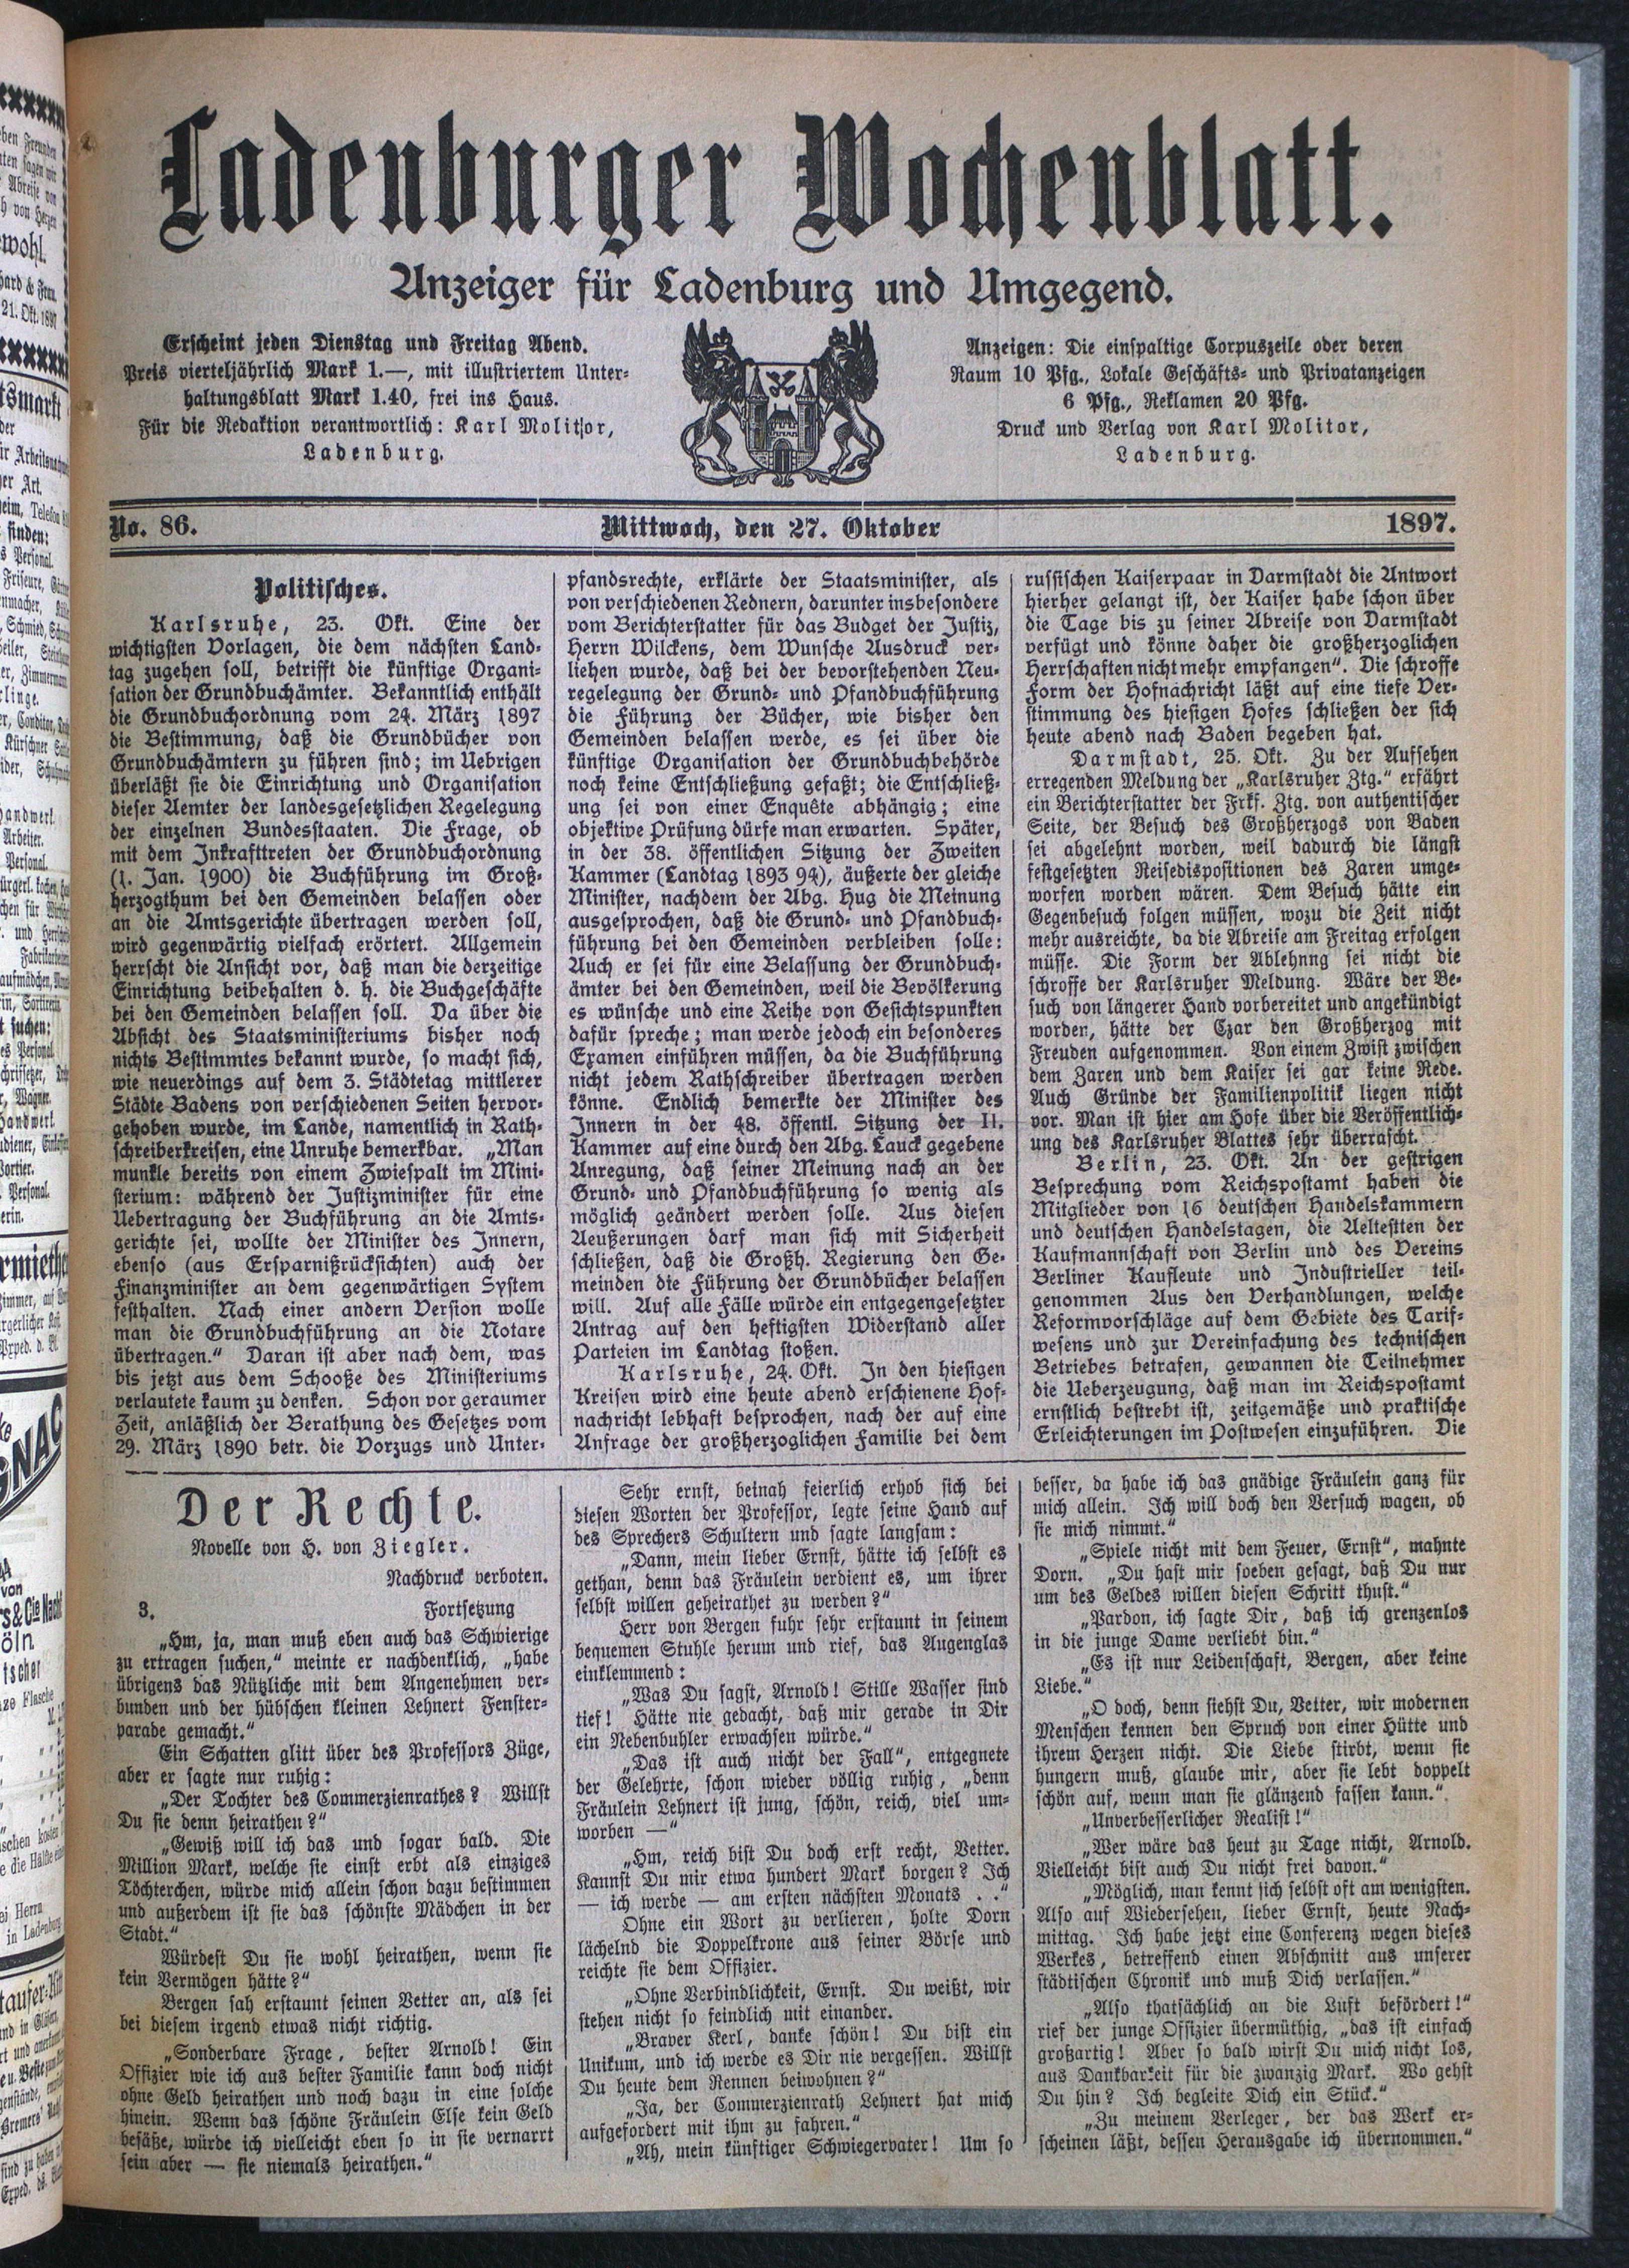 Ladenburger Wochenblatt.
Anzeiger für Ladenburg und Umgegend.
Erscheint jeden Dienstag und Freitag Abend.
Preis vierteljährlich Mark 1.—, mit illustriertem Unter-
haltungsblatt Mark 1.40, frei ins Haus.
Für die Redaktion verantwortlich: Karl Molitor,
Ladenburg.
Anzeigen: Die einspaltige Corpuszeile oder deren
Raum 10 Pfg., Lokale Geschäfts- und Privatanzeigen
6 Pfg., Reklamen 20 Pfg.
Druck und Verlag von Karl Molitor,
Ladenburg.
No. 86.
Mittwoch, den 27. Oktober
1897.
Politisches.
Karlsruhe, 23. Okt. Eine der
wichtigsten Vorlagen, die dem nächsten Land-
tag zugehen soll, betrifft die künftige Organi-
sation der Grundbuchämter. Bekanntlich enthält
die Grundbuchordnung vom 24. März 1897
die Bestimmung, daß die Grundbücher von
Grundbuchämtern zu führen sind; im Uebrigen
überläßt sie die Einrichtung und Organisation
dieser Aemter der landesgesetzlichen Regelegung
der einzelnen Bundesstaaten. Die Frage, ob
mit dem Inkrafttreten der Grundbuchordnung
(1. Jan. 1900) die Buchführung im Groß-
herzogthum bei den Gemeinden belassen oder
an die Amtsgerichte übertragen werden soll,
wird gegenwärtig vielfach erörtert. Allgemein
herrscht die Ansicht vor, daß man die derzeitige
Einrichtung beibehalten d. h. die Buchgeschäfte
bei den Gemeinden belassen soll. Da über die
Absicht des Staatsministeriums bisher noch
nichts Bestimmtes bekannt wurde, so macht sich,
wie neuerdings auf dem 3. Städtetag mittlerer
Städte Badens von verschiedenen Seiten hervor-
gehoben wurde, im Lande, namentlich in Rath-
schreiberkreisen, eine Unruhe bemerkbar. „Man
munkle bereits von einem Zwiespalt im Mini-
sterium: während der Justizminister für eine
Uebertragung der Buchführung an die Amts-
gerichte sei, wollte der Minister des Innern,
ebenso (aus Ersparnißrücksichten) auch der
Finanzminister an dem gegenwärtigen System
festhalten. Nach einer andern Version wolle
man die Grundbuchführung an die Notare
übertragen.“ Daran ist aber nach dem, was
bis jetzt aus dem Schooße des Ministeriums
verlautete kaum zu denken. Schon vor geraumer
Zeit, anläßlich der Berathung des Gesetzes vom
29. März 1890 betr. die Vorzugs und Unter-
pfandsrechte, erklärte der Staatsminister, als
von verschiedenen Rednern, darunter insbesondere
vom Berichterstatter für das Budget der Justiz,
Herrn Wilckens, dem Wunsche Ausdruck ver-
liehen wurde, daß bei der bevorstehenden Neu-
regelegung der Grund- und Pfandbuchführung
die Führung der Bücher, wie bisher den
Gemeinden belassen werde, es sei über die
künftige Organisation der Grundbuchbehörde
noch keine Entschließung gefaßt; die Entschließ-
ung sei von einer Enquête abhängig; eine
objektive Prüfung dürfe man erwarten. Später,
in der 38. öffentlichen Sitzung der Zweiten
Kammer (Landtag 1893 94), äußerte der gleiche
Minister, nachdem der Abg. Hug die Meinung
ausgesprochen, daß die Grund- und Pfandbuch-
führung bei den Gemeinden verbleiben solle:
Auch er sei für eine Belassung der Grundbuch-
ämter bei den Gemeinden, weil die Bevölkerung
es wünsche und eine Reihe von Gesichtspunkten
dafür spreche; man werde jedoch ein besonderes
Examen einführen müssen, da die Buchführung
nicht jedem Rathschreiber übertragen werden
könne. Endlich bemerkte der Minister des
Innern in der 48. öffentl. Sitzung der II.
Kammer auf eine durch den Abg. Lauck gegebene
Anregung, daß seiner Meinung nach an der
Grund- und Pfandbuchführung so wenig als
möglich geändert werden solle. Aus diesen
Aeußerungen darf man sich mit Sicherheit
schließen, daß die Großh. Regierung den Ge-
meinden die Führung der Grundbücher belassen
will. Auf alle Fälle würde ein entgegengesetzter
Antrag auf den heftigsten Widerstand aller
Parteien im Landtag stoßen.
Karlsruhe, 24. Okt. In den hiesigen
Kreisen wird eine heute abend erschienene Hof-
nachricht lebhaft besprochen, nach der auf eine
Anfrage der großherzoglichen Familie bei dem
russischen Kaiserpaar in Darmstadt die Antwort
hierher gelangt ist, der Kaiser habe schon über
die Tage bis zu seiner Abreise von Darmstadt
verfügt und könne daher die großherzoglichen
Herrschaften nicht mehr empfangen“. Die schroffe
Form der Hofnachricht läßt auf eine tiefe Ver-
stimmung des hiesigen Hofes schließen der sich
heute abend nach Baden begeben hat.
Darmstadt, 25. Okt. Zu der Aufsehen
erregenden Meldung der „Karlsruher Ztg.“ erfährt
ein Berichterstatter der Frkf. Ztg. von authentischer
Seite, der Besuch des Großherzogs von Baden
sei abgelehnt worden, weil dadurch die längst
festgesetzten Reisedispositionen des Zaren umge-
worfen worden wären. Dem Besuch hätte ein
Gegenbesuch folgen müssen, wozu die Zeit nicht
mehr ausreichte, da die Abreise am Freitag erfolgen
müsse. Die Form der Ablehnng sei nicht die
schroffe der Karlsruher Meldung. Wäre der Be-
such von längerer Hand vorbereitet und angekündigt
worden, hätte der Czar den Großherzog mit
Freuden aufgenommen. Von einem Zwist zwischen
dem Zaren und dem Kaiser sei gar keine Rede.
Auch Gründe der Familienpolitik liegen nicht
vor. Man ist hier am Hofe über die Veröffentlich-
ung des Karlsruher Blattes sehr überrascht.
Berlin, 23. Okt. An der gestrigen
Besprechung vom Reichspostamt haben die
Mitglieder von 16 deutschen Handelskammern
und deutschen Handelstagen, die Aeltestten der
Kaufmannschaft von Berlin und des Vereins
Berliner Kaufleute und Industrieller teil-
genommen Aus den Verhandlungen, welche
Reformvorschläge auf dem Gebiete des Tarif-
wesens und zur Vereinfachung des technischen
Betriebes betrafen, gewannen die Teilnehmer
die Ueberzeugung, daß man im Reichspostamt
ernstlich bestrebt ist, zeitgemäße und praktische
Erleichterungen im Postwesen einzuführen. Die
Der Rechte.
Novelle von H. von Ziegler.
Nachdruck verboten.
3. Fortsetzung
„Hm, ja, man muß eben auch das Schwierige
zu ertragen suchen,“ meinte er nachdenklich, „habe
übrigens das Nützliche mit dem Angenehmen ver-
bunden und der hübschen kleinen Lehnert Fenster-
parade gemacht.“
Ein Schatten glitt über des Professors Züge,
aber er sagte nur ruhig:
„Der Tochter des Commerzienrathes? Willst
Du sie denn heirathen?“
„Gewiß will ich das und sogar bald. Die
Million Mark, welche sie einst erbt als einziges
Töchterchen, würde mich allein schon dazu bestimmen
und außerdem ist sie das schönste Mädchen in der
Stadt.“
Würdest Du sie wohl heirathen, wenn sie
kein Vermögen hätte?“
Bergen sah erstaunt seinen Vetter an, als sei
bei diesem irgend etwas nicht richtig.
„Sonderbare Frage, bester Arnold! Ein
Offizier wie ich aus bester Familie kann doch nicht
ohne Geld heirathen und noch dazu in eine solche
hinein. Wenn das schöne Fräulein Else kein Geld
besäße, würde ich vielleicht eben so in sie vernarrt
sein aber — sie niemals heirathen.“
Sehr ernst, beinah feierlich erhob sich bei
diesen Worten der Professor, legte seine Hand auf
des Sprechers Schultern und sagte langsam:
„Dann, mein lieber Ernst, hätte ich selbst es
gethan, denn das Fräulein verdient es, um ihrer
selbst willen geheirathet zu werden?“
Herr von Bergen fuhr sehr erstaunt in seinem
bequemen Stuhle herum und rief, das Augenglas
einklemmend:
„Was Du sagst, Arnold! Stille Wasser sind
tief! Hätte nie gedacht, daß mir gerade in Dir
ein Nebenbuhler erwachsen würde.“
„Das ist auch nicht der Fall“, entgegnete
der Gelehrte, schon wieder völlig ruhig, „denn
Fräulein Lehnert ist jung, schön, reich, viel um-
worben —“
„Hm, reich bist Du doch erst recht, Vetter.
Kannst Du mir etwa hundert Mark borgen? Ich
— ich werde — am ersten nächsten Monats . .“
Ohne ein Wort zu verlieren, holte Dorn
lächelnd die Doppelkrone aus seiner Börse und
reichte sie dem Offizier.
„Ohne Verbindlichkeit, Ernst. Du weißt, wir
stehen nicht so feindlich mit einander.
„Braver Kerl, danke schön! Du bist ein
Unikum, und ich werde es Dir nie vergessen. Willst
Du heute dem Rennen beiwohnen?“
„Ja, der Commerzienrath Lehnert hat mich
aufgefordert mit ihm zu fahren.“
„Ah, mein künftiger Schwiegervater! Um so
besser, da habe ich das gnädige Fräulein ganz für
mich allein. Ich will doch den Versuch wagen, ob
sie mich nimmt.“
„Spiele nicht mit dem Feuer, Ernst“, mahnte
Dorn. „Du hast mir soeben gesagt, daß Du nur
um des Geldes willen diesen Schritt thust.“
„Pardon, ich sagte Dir, daß ich grenzenlos
in die junge Dame verliebt bin.“
„Es ist nur Leidenschaft, Bergen, aber keine
Liebe.“
„O doch, denn siehst Du, Vetter, wir modernen
Menschen kennen den Spruch von einer Hütte und
ihrem Herzen nicht. Die Liebe stirbt, wenn sie
hungern muß, glaube mir, aber sie lebt doppelt
schön auf, wenn man sie glänzend fassen kann.“
„Unverbesserlicher Realist!“
„Wer wäre das heut zu Tage nicht, Arnold.
Vielleicht bist auch Du nicht frei davon.“
„Möglich, man kennt sich selbst oft am wenigsten.
Also auf Wiedersehen, lieber Ernst, heute Nach-
mittag. Ich habe jetzt eine Conferenz wegen dieses
Werkes, betreffend einen Abschnitt aus unserer
städtischen Chronik und muß Dich verlassen.“
„Also thatsächlich an die Luft befördert!“
rief der junge Offizier übermüthig, „das ist einfach
großartig! Aber so bald wirst Du mich nicht los,
aus Dankbarkeit für die zwanzig Mark. Wo gehst
Du hin? Ich begleite Dich ein Stück.“
„Zu meinem Verleger, der das Werk er-
scheinen läßt, dessen Herausgabe ich übernommen.“